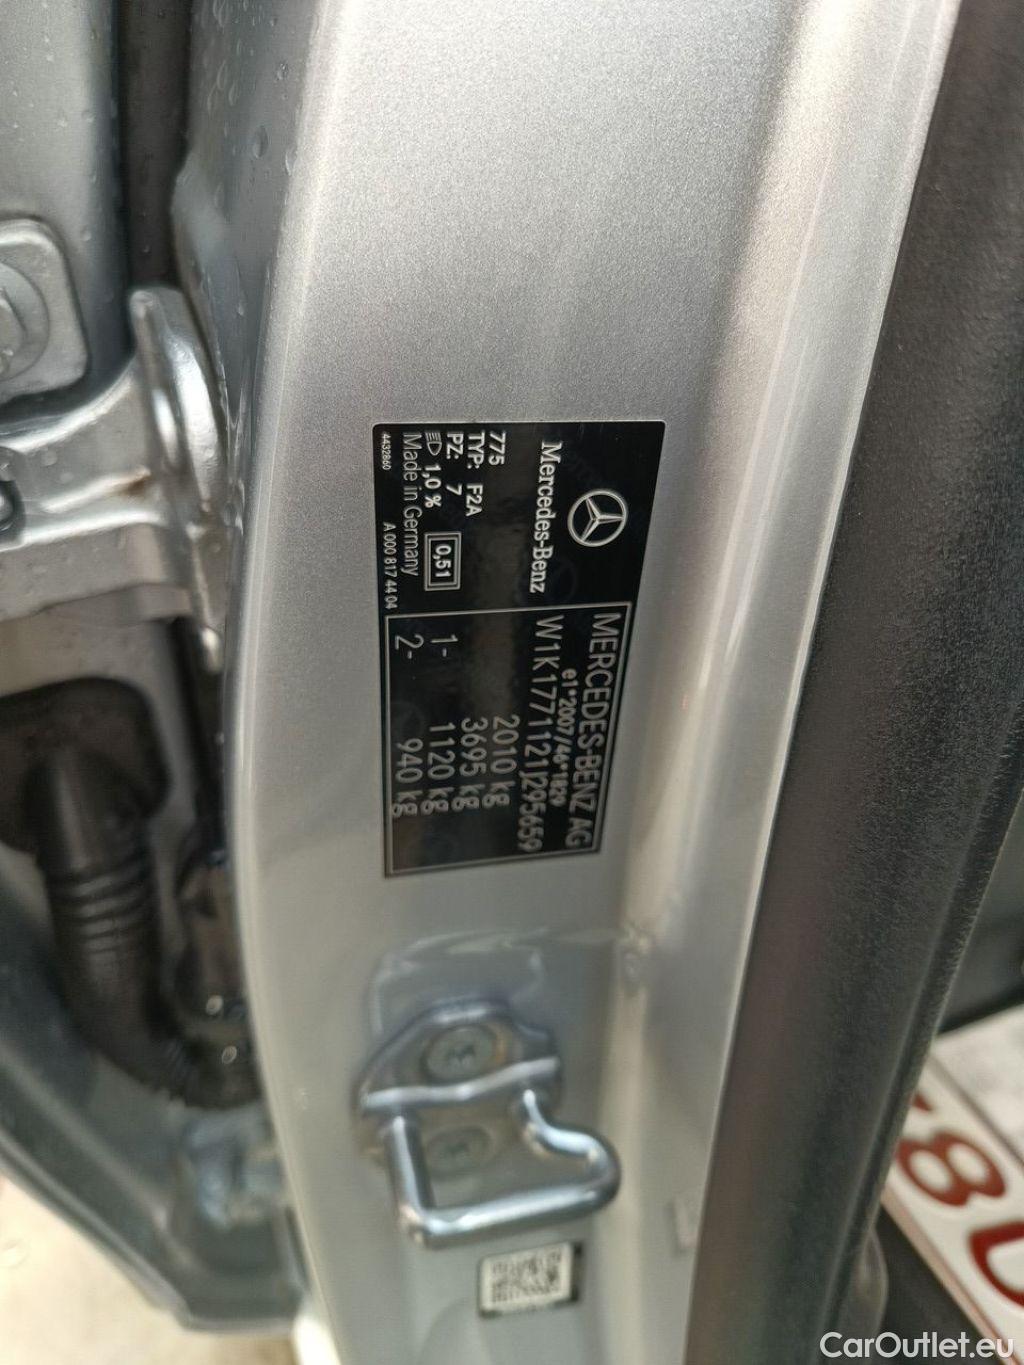 Mercedes-Benz
775
TYP: F2A
PZ: 7
1,0 %
0,51
Made in Germany
4432860
A 000 817 44 04
MERCEDES-BENZ AG
e1*2007/46*1829
W1K1771121J295659
2010 kg
3695 kg
1- 1120 kg
2- 940 kg
CarOutlet.eu